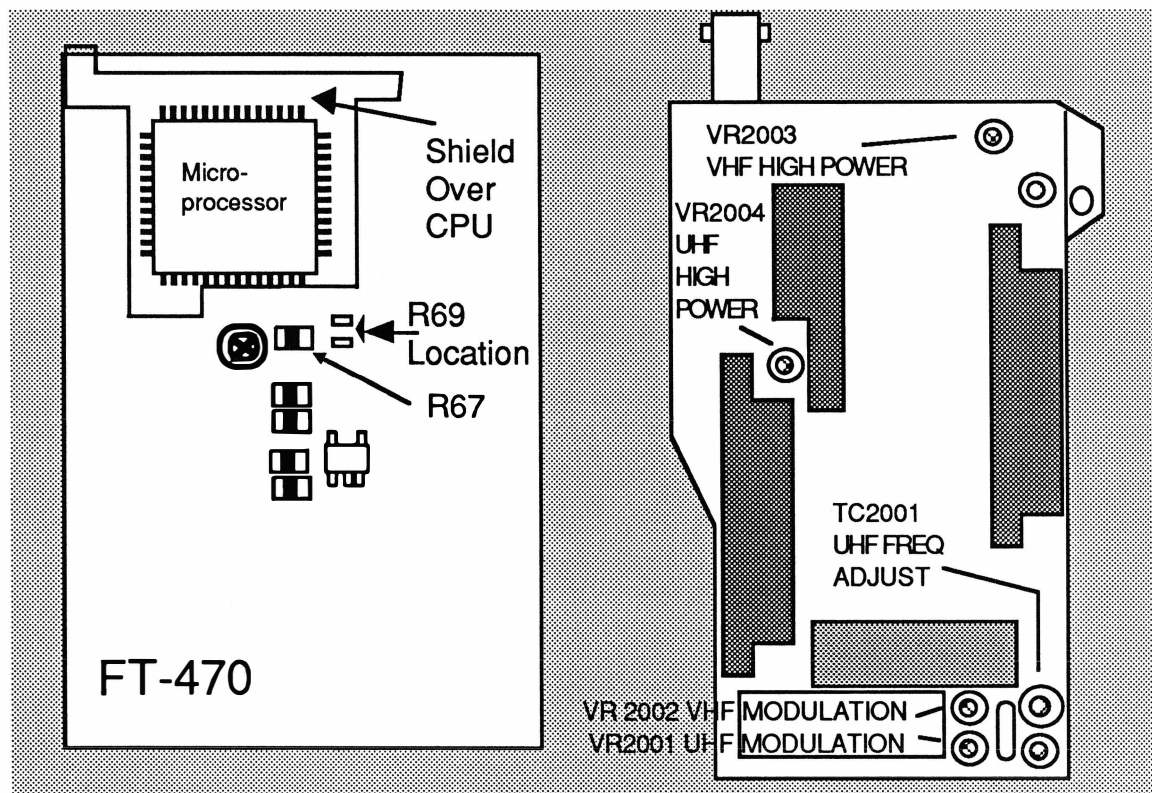 Shield
Over
CPU
Micro-
processor
R69
Location
R67
FT-470
VR2003
VHF HIGH POWER
VR2004
UHF
HIGH
POWER
TC2001
UHF FREQ
ADJUST
VR 2002 VHF MODULATION
VR2001 UHF MODULATION